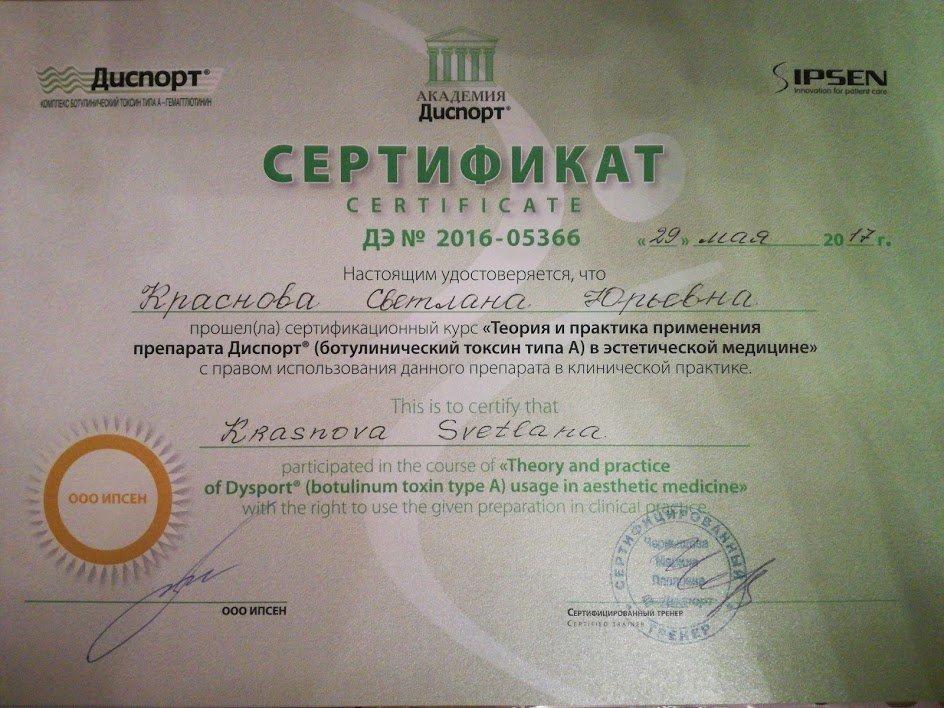 Диспорт®
КОМПЛЕКС БОТУЛИНИЧЕСКИЙ ТОКСИН ТИПА А – ГЕМАГГЛЮТИНИН
АКАДЕМИЯ
Диспорт®
IPSEN
Innovation for patient care
СЕРТИФИКАТ
CERTIFICATE
ДЭ № 2016-05366 «29» мая 2017 г.
Настоящим удостоверяется, что
Краснова Светлана Юрьевна
прошел(ла) сертификационный курс «Теория и практика применения
препарата Диспорт® (ботулинический токсин типа А) в эстетической медицине»
с правом использования данного препарата в клинической практике.
This is to certify that
Krasnova Svetlana
participated in the course of «Theory and practice
of Dysport® (botulinum toxin type A) usage in aesthetic medicine»
with the right to use the given preparation in clinical practice.
ООО ИПСЕН
ООО ИПСЕН
СЕРТИФИЦИРОВАННЫЙ ТРЕНЕР
CERTIFIED TRAINER
СЕРТИФИЦИРОВАННЫЙ
Марина
ТРЕНЕР